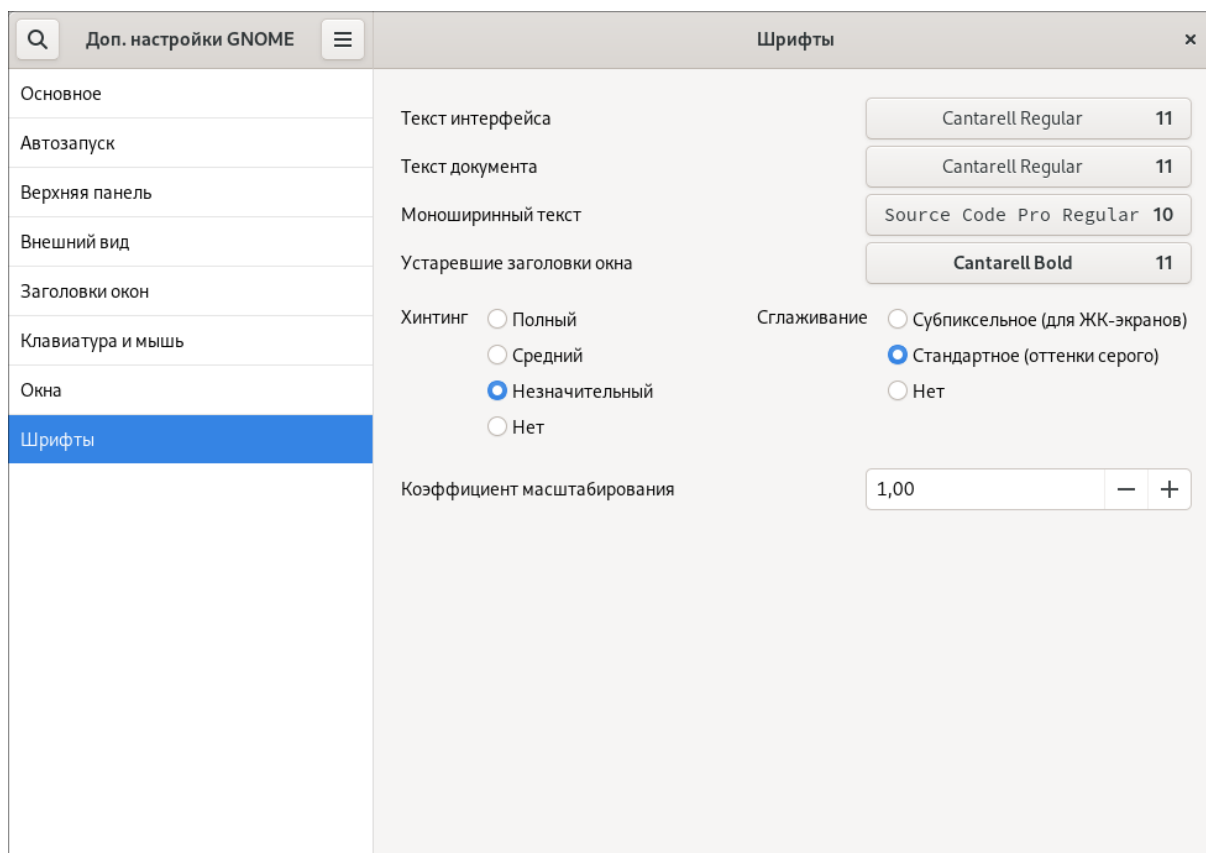 Доп. настройки GNOME
Шрифты
Основное
Автозапуск
Верхняя панель
Внешний вид
Заголовки окон
Клавиатура и мышь
Окна
Шрифты
Текст интерфейса Cantarell Regular 11
Текст документа Cantarell Regular 11
Моноширинный текст Source Code Pro Regular 10
Устаревшие заголовки окна Cantarell Bold 11
Хинтинг Полный
Средний
Незначительный
Нет
Сглаживание Субпиксельное (для ЖК-экранов)
Стандартное (оттенки серого)
Нет
Коэффициент масштабирования 1,00